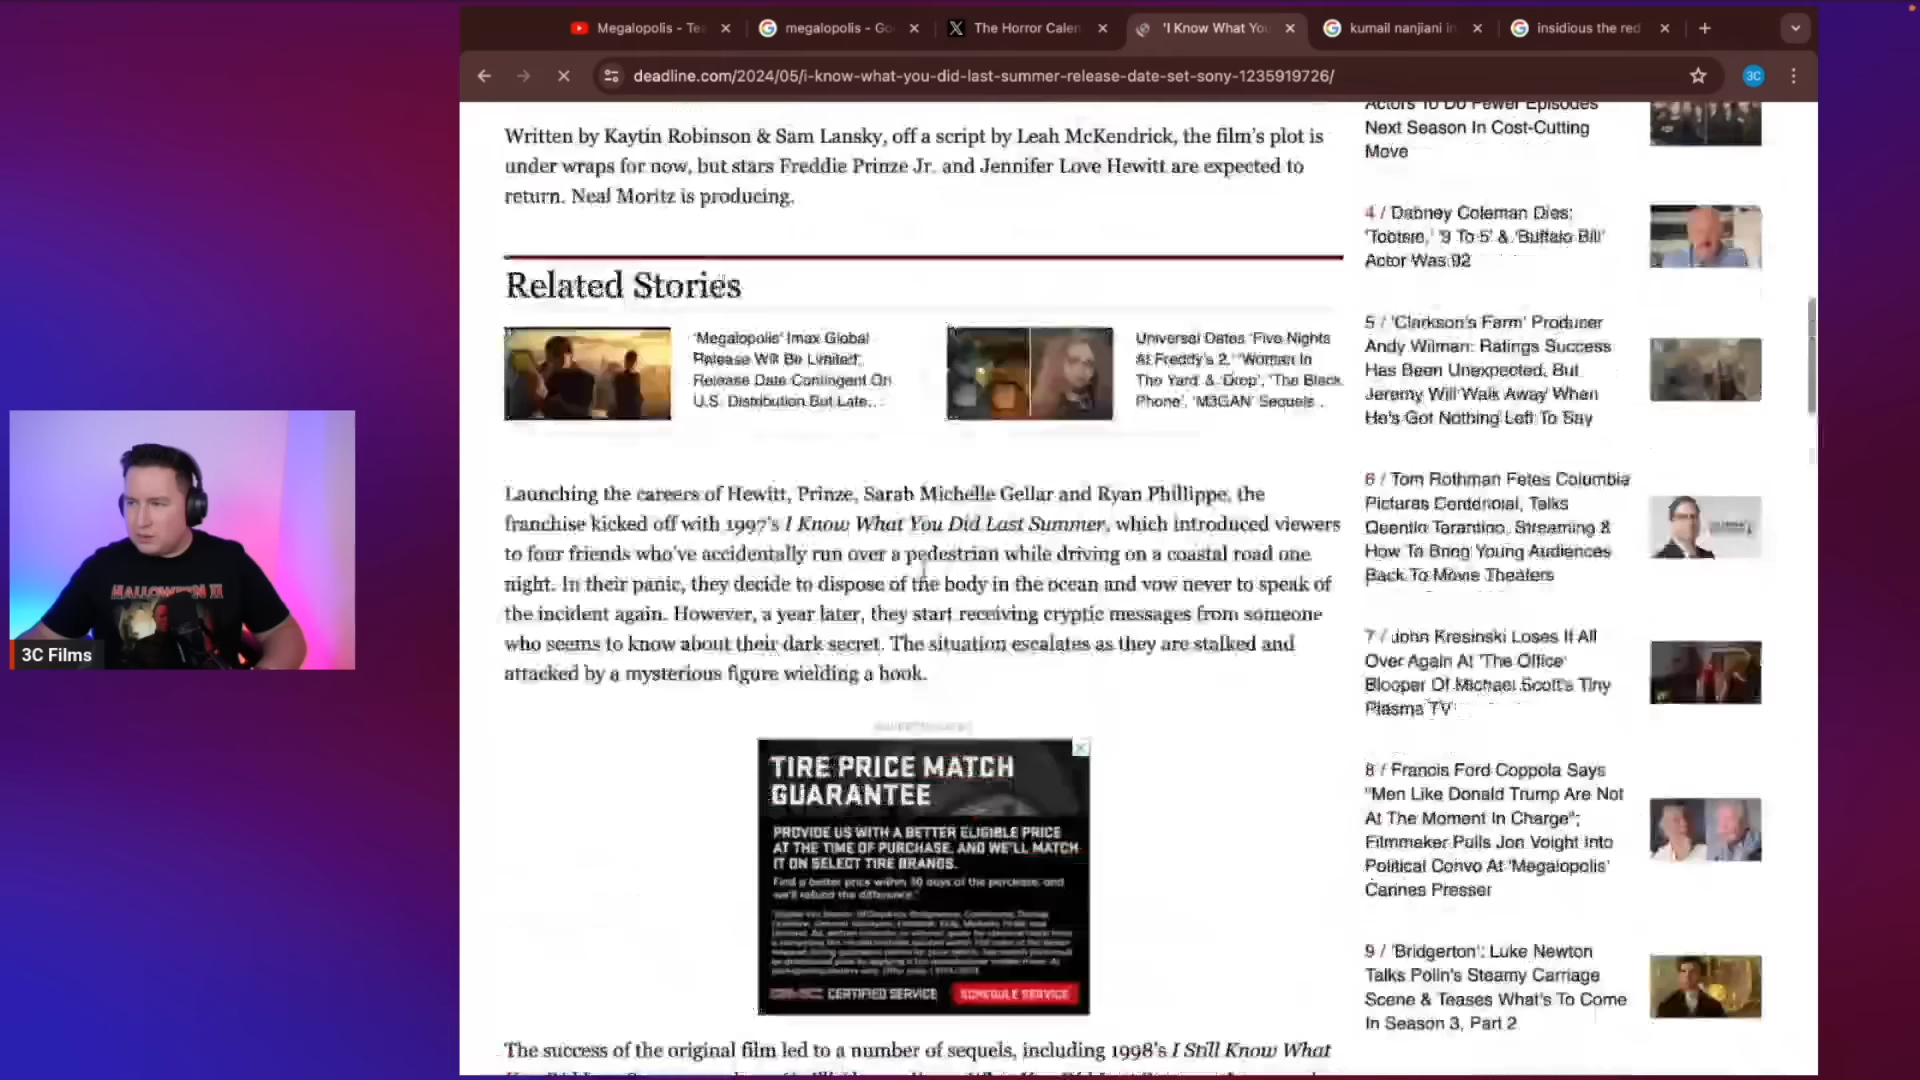 Megalopolis - Te
megalopolis - Go
The Horror Calen
'I Know What You
kumail nanjiani in
insidious the red
deadline.com/2024/05/i-know-what-you-did-last-summer-release-date-set-sony-1235919726/
3C
Written by Kaytin Robinson & Sam Lansky, off a script by Leah McKendrick, the film's plot is
under wraps for now, but stars Freddie Prinze Jr. and Jennifer Love Hewitt are expected to
return. Neal Moritz is producing.
Related Stories
'Megalopolis' Imax Global
Release Will Be Limited,
Release Date Contingent On
U.S. Distribution But Late...
Universal Dates 'Five Nights
At Freddy's 2,' 'Woman In
The Yard & 'Drop', 'The Black
Phone', 'M3GAN' Sequels
Launching the careers of Hewitt, Prinze, Sarah Michelle Gellar and Ryan Phillippe, the
franchise kicked off with 1997's I Know What You Did Last Summer, which introduced viewers
to four friends who've accidentally run over a pedestrian while driving on a coastal road one
night. In their panic, they decide to dispose of the body in the ocean and vow never to speak of
the incident again. However, a year later, they start receiving cryptic messages from someone
who seems to know about their dark secret. The situation escalates as they are stalked and
attacked by a mysterious figure wielding a hook.
TIRE PRICE MATCH
GUARANTEE
PROVIDE US WITH A BETTER ELIGIBLE PRICE
AT THE TIME OF PURCHASE, AND WE'LL MATCH
IT ON SELECT TIRE BRANDS.
Find a better price within 30 days of the purchase, and
we'll refund the difference.*
CERTIFIED SERVICE
SCHEDULE SERVICE
The success of the original film led to a number of sequels, including 1998's I Still Know What
Actors To Do Fewer Episodes
Next Season In Cost-Cutting
Move
4 / Dabney Coleman Dies:
'Tootsie,' '9 To 5' & 'Buffalo Bill'
Actor Was 92
5 / 'Clarkson's Farm' Producer
Andy Wilman: Ratings Success
Has Been Unexpected, But
Jeremy Will Walk Away When
He's Got Nothing Left To Say
6 / Tom Rothman Fetes Columbia
Pictures Centennial, Talks
Quentin Tarantino, Streaming &
How To Bring Young Audiences
Back To Movie Theaters
7 / John Krasinski Loses It All
Over Again At 'The Office'
Blooper Of Michael Scott's Tiny
Plasma TV
8 / Francis Ford Coppola Says
"Men Like Donald Trump Are Not
At The Moment In Charge";
Filmmaker Pulls Jon Voight Into
Political Convo At 'Megalopolis'
Cannes Presser
9 / 'Bridgerton': Luke Newton
Talks Polin's Steamy Carriage
Scene & Teases What's To Come
In Season 3, Part 2
3C Films